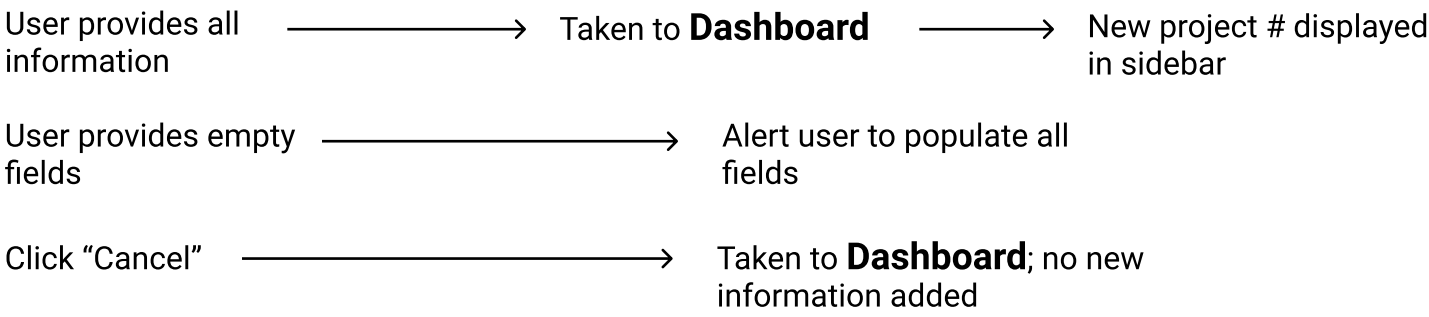 User provides all
information
Taken to Dashboard
New project # displayed
in sidebar
User provides empty
fields
Alert user to populate all
fields
Click “Cancel”
Taken to Dashboard; no new
information added